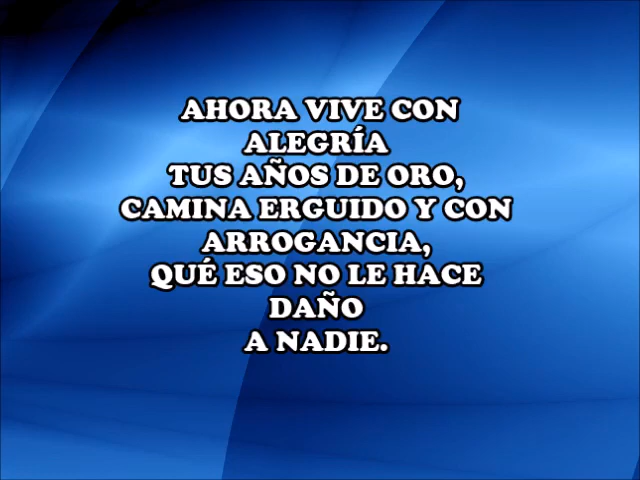 AHORA VIVE CON
ALEGRÍA
TUS AÑOS DE ORO,
CAMINA ERGUIDO Y CON
ARROGANCIA,
QUÉ ESO NO LE HACE
DAÑO
A NADIE.